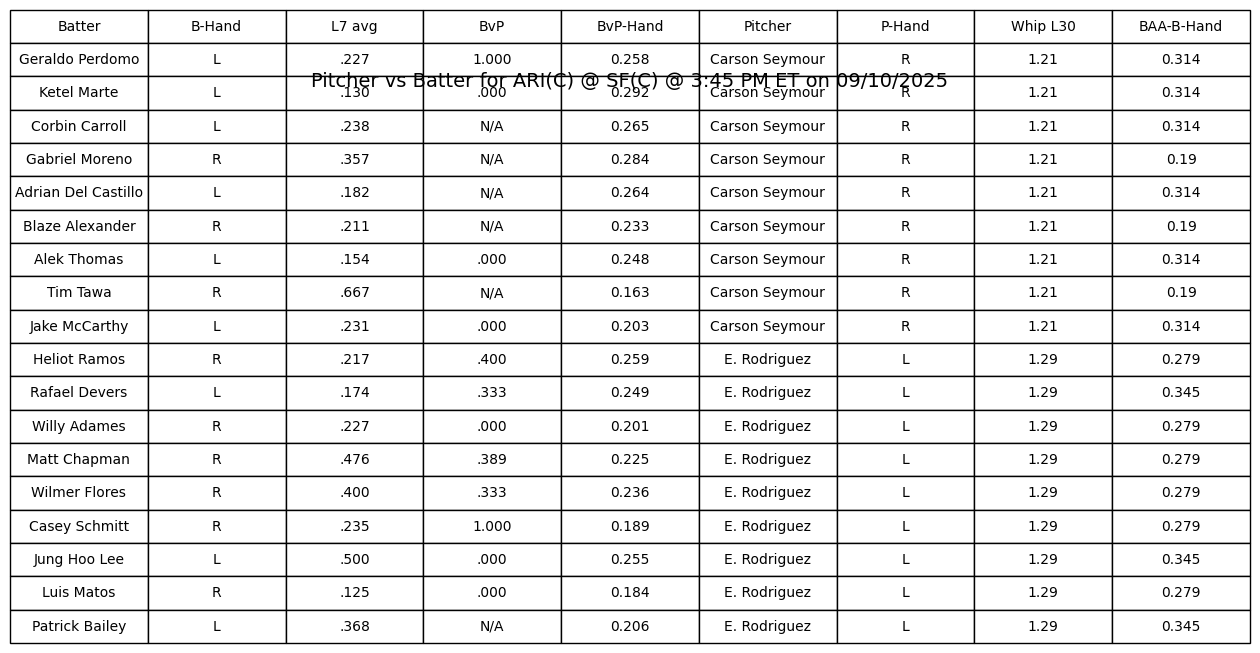 Batter B-Hand L7 avg BvP BvP-Hand Pitcher P-Hand Whip L30 BAA-B-Hand
Geraldo Perdomo L .227 1.000 0.258 Carson Seymour R 1.21 0.314
Pitcher vs Batter for ARI(C) @ SF(C) @ 3:45 PM ET on 09/10/2025
Ketel Marte L .130 .000 0.292 Carson Seymour R 1.21 0.314
Corbin Carroll L .238 N/A 0.265 Carson Seymour R 1.21 0.314
Gabriel Moreno R .357 N/A 0.284 Carson Seymour R 1.21 0.19
Adrian Del Castillo L .182 N/A 0.264 Carson Seymour R 1.21 0.314
Blaze Alexander R .211 N/A 0.233 Carson Seymour R 1.21 0.19
Alek Thomas L .154 .000 0.248 Carson Seymour R 1.21 0.314
Tim Tawa R .667 N/A 0.163 Carson Seymour R 1.21 0.19
Jake McCarthy L .231 .000 0.203 Carson Seymour R 1.21 0.314
Heliot Ramos R .217 .400 0.259 E. Rodriguez L 1.29 0.279
Rafael Devers L .174 .333 0.249 E. Rodriguez L 1.29 0.345
Willy Adames R .227 .000 0.201 E. Rodriguez L 1.29 0.279
Matt Chapman R .476 .389 0.225 E. Rodriguez L 1.29 0.279
Wilmer Flores R .400 .333 0.236 E. Rodriguez L 1.29 0.279
Casey Schmitt R .235 1.000 0.189 E. Rodriguez L 1.29 0.279
Jung Hoo Lee L .500 .000 0.255 E. Rodriguez L 1.29 0.345
Luis Matos R .125 .000 0.184 E. Rodriguez L 1.29 0.279
Patrick Bailey L .368 N/A 0.206 E. Rodriguez L 1.29 0.345